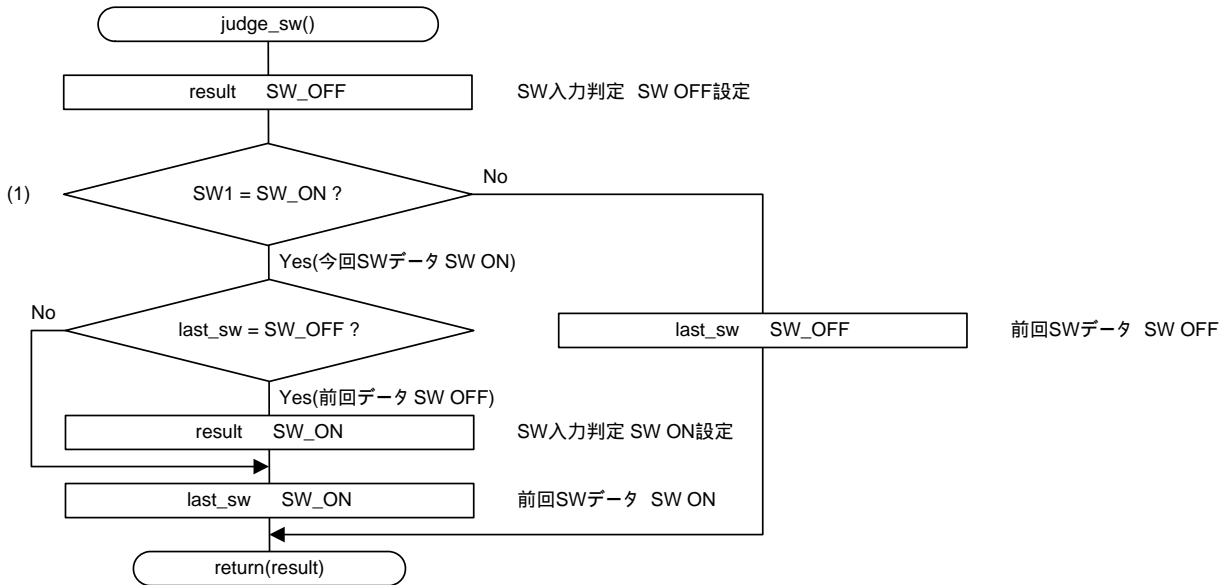 judge_sw()
result SW_OFF
SW入力判定 SW OFF設定
(1)
SW1 = SW_ON ?
No
Yes(今回SWデータ SW ON)
No
last_sw = SW_OFF ?
last_sw SW_OFF
前回SWデータ SW OFF
Yes(前回データ SW OFF)
result SW_ON
SW入力判定 SW ON設定
last_sw SW_ON
前回SWデータ SW ON
return(result)